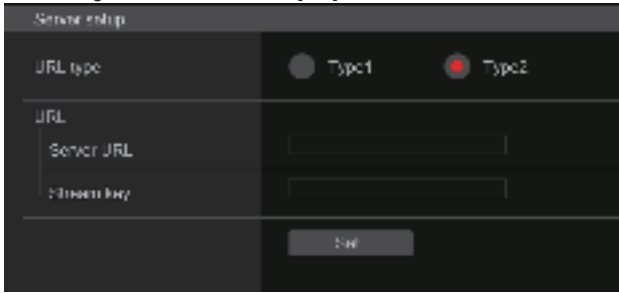 Server setup
URL type Type1 Type2
URL
Server URL
Stream key
Set